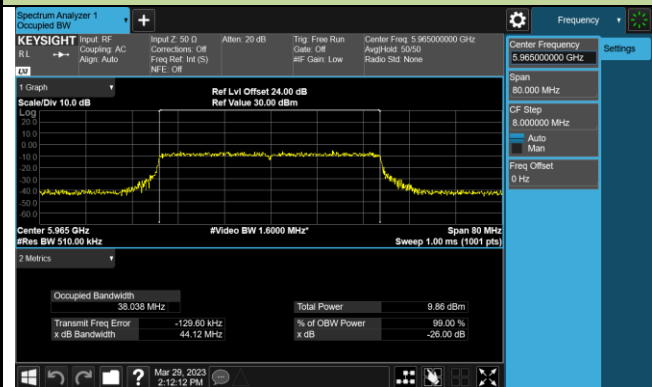 Spectrum Analyzer 1
Occupied BW
Frequency
KEYSIGHT
RL
LXI
Input: RF
Coupling: AC
Align: Auto
Input Z: 50 Ω
Corrections: Off
Freq Ref: Int (S)
NFE: Off
Atten: 20 dB
Trig: Free Run
Gate: Off
#IF Gain: Low
Center Freq: 5.965000000 GHz
Avg|Hold: 50/50
Radio Std: None
Center Frequency
5.965000000 GHz
Settings
Span
80.000 MHz
CF Step
8.000000 MHz
Auto
Man
Freq Offset
0 Hz
1 Graph
Scale/Div 10.0 dB
Ref Lvl Offset 24.00 dB
Ref Value 30.00 dBm
Log
20.0
10.0
0.00
-10.0
-20.0
-30.0
-40.0
-50.0
-60.0
Center 5.965 GHz
#Video BW 1.6000 MHz*
Span 80 MHz
#Res BW 510.00 kHz
Sweep 1.00 ms (1001 pts)
2 Metrics
Occupied Bandwidth
38.038 MHz
Total Power 9.86 dBm
Transmit Freq Error -129.60 kHz
% of OBW Power 99.00 %
x dB Bandwidth 44.12 MHz
x dB -26.00 dB
?
Mar 29, 2023
2:12:12 PM